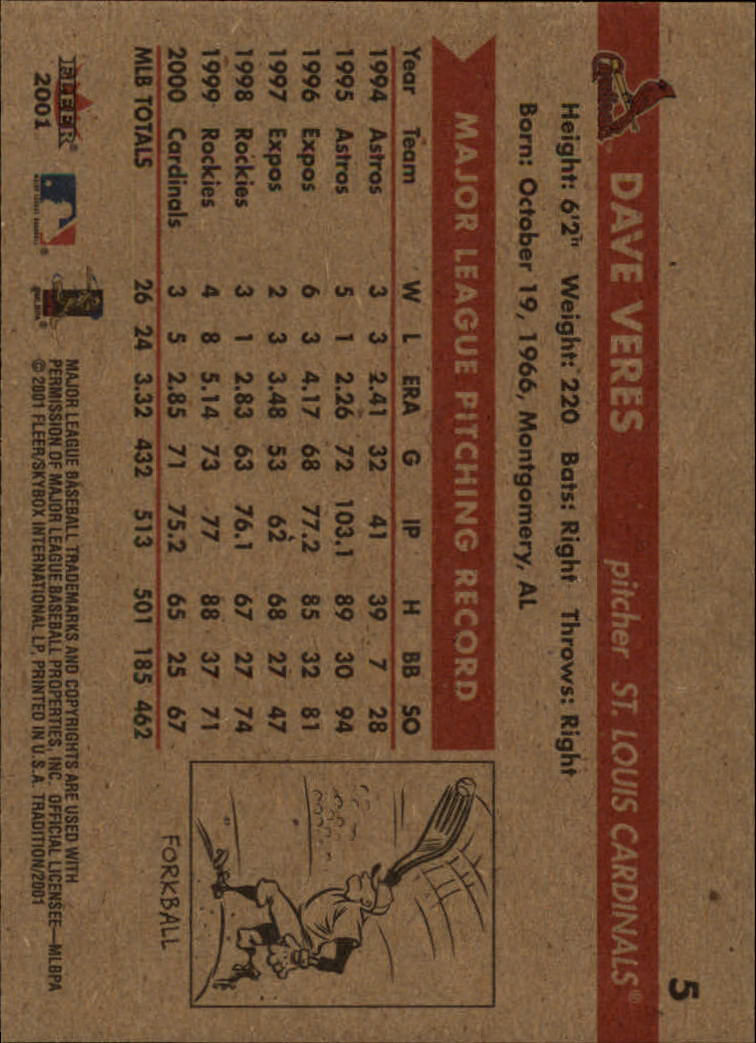 5
Cardinals
DAVE VERES pitcher ST. LOUIS CARDINALS®
Height: 6'2" Weight: 220 Bats: Right Throws: Right
Born: October 19, 1966, Montgomery, AL
MAJOR LEAGUE PITCHING RECORD
Year Team W L ERA G IP H BB SO
1994 Astros 3 3 2.41 32 41 39 7 28
1995 Astros 5 1 2.26 72 103.1 89 30 94
1996 Expos 6 3 4.17 68 77.2 85 32 81
1997 Expos 2 3 3.48 53 62 68 27 47
1998 Rockies 3 1 2.83 63 76.1 67 27 74
1999 Rockies 4 8 5.14 73 77 88 37 71
2000 Cardinals 3 5 2.85 71 75.2 65 25 67
MLB TOTALS 26 24 3.32 432 513 501 185 462
FORKBALL
FLEER®
2001
MAJOR LEAGUE BASEBALL TRADEMARKS AND COPYRIGHTS ARE USED WITH
PERMISSION OF MAJOR LEAGUE BASEBALL PROPERTIES, INC. OFFICIAL LICENSEE—MLBPA
© 2001 FLEER/SKYBOX INTERNATIONAL LP, PRINTED IN U.S.A. TRADITION/2001